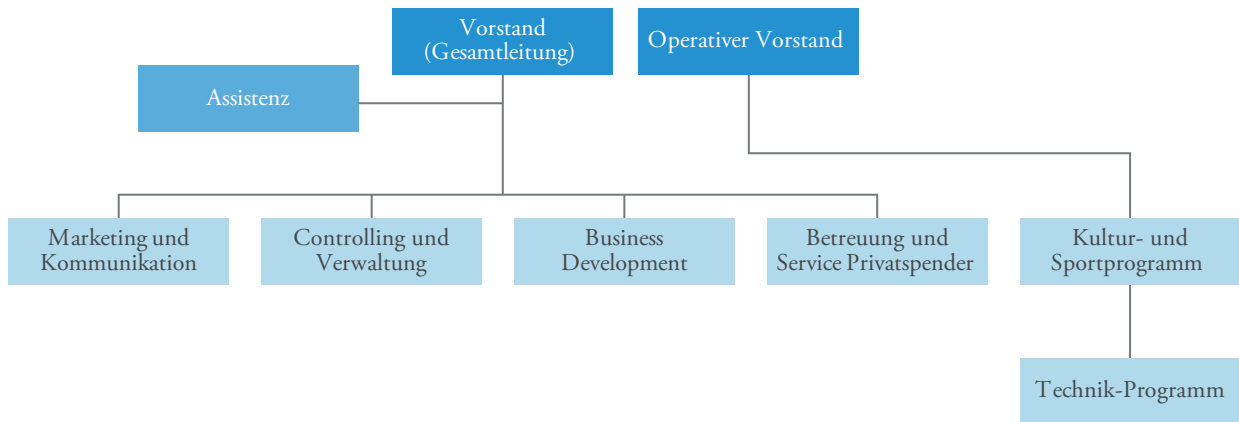 Vorstand
(Gesamtleitung)
Operativer Vorstand
Assistenz
Marketing und
Kommunikation
Controlling und
Verwaltung
Business
Development
Betreuung und
Service Privatspender
Kultur- und
Sportprogramm
Technik-Programm